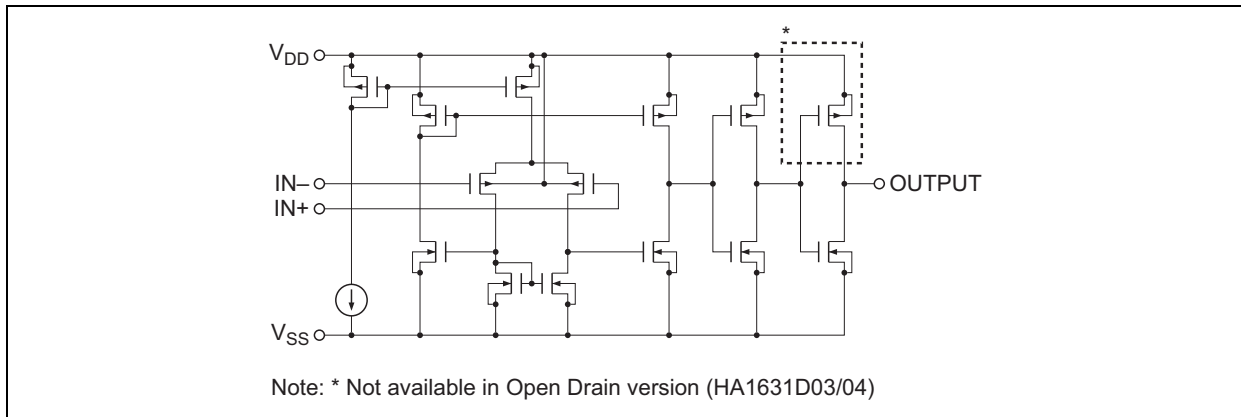 *
VDD
IN–
IN+
OUTPUT
VSS
Note: * Not available in Open Drain version (HA1631D03/04)